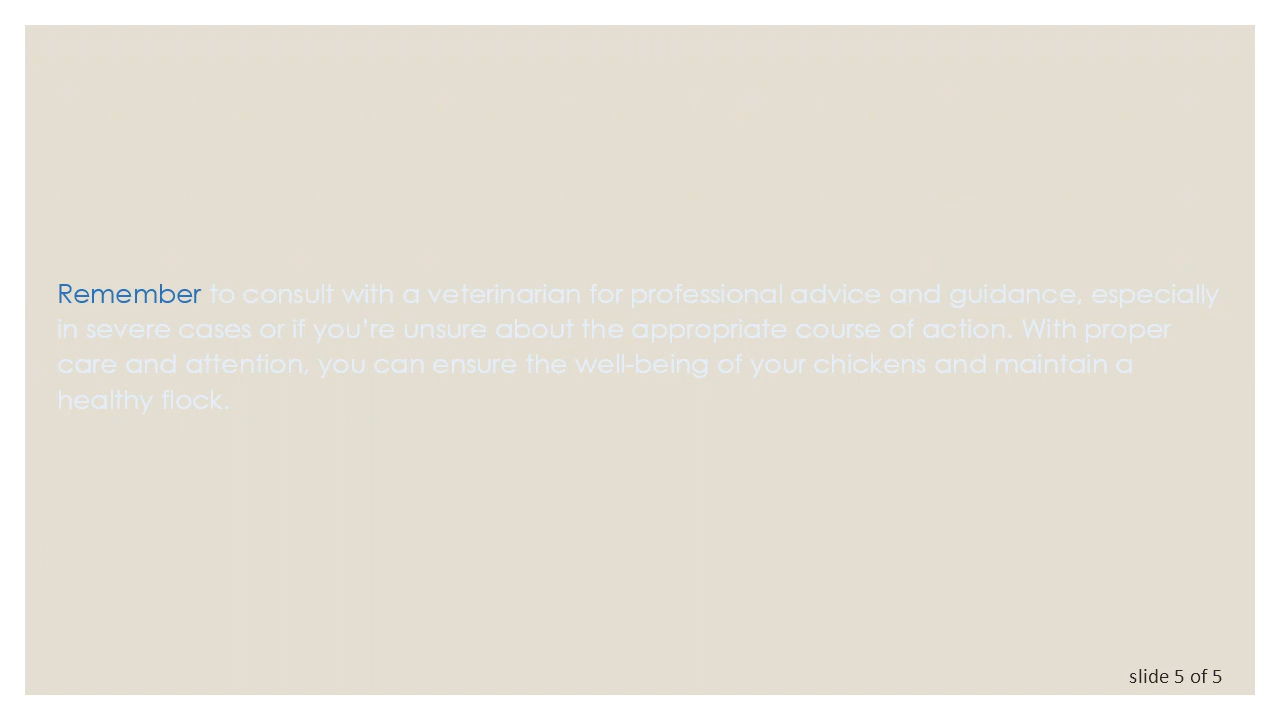 Remember to consult with a veterinarian for professional advice and guidance, especially
in severe cases or if you’re unsure about the appropriate course of action. With proper
care and attention, you can ensure the well-being of your chickens and maintain a
healthy flock.
slide 5 of 5